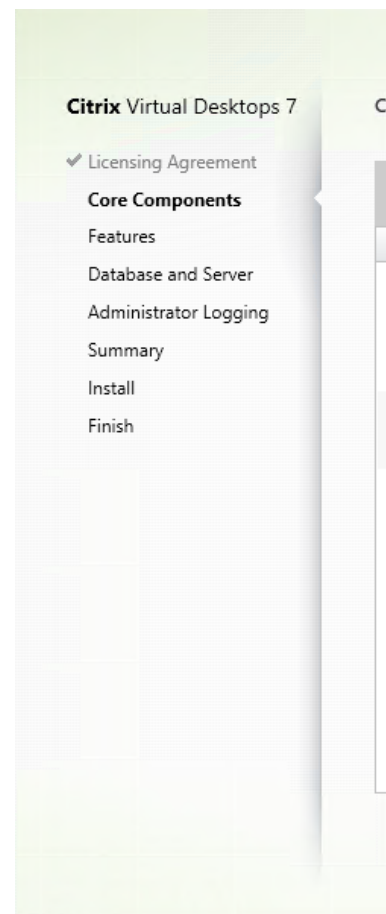 Citrix Virtual Desktops 7
C
Licensing Agreement
Core Components
Features
Database and Server
Administrator Logging
Summary
Install
Finish